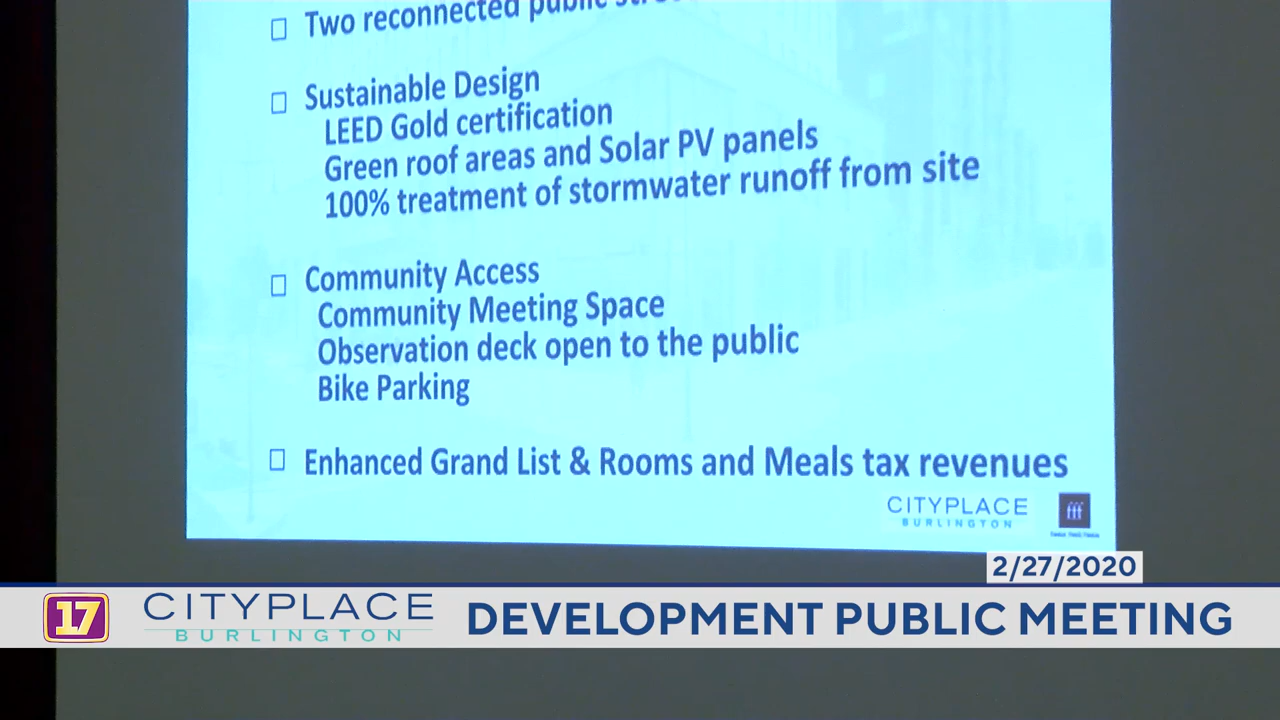 Two reconnected public
Sustainable Design
LEED Gold certification
Green roof areas and Solar PV panels
100% treatment of stormwater runoff from site
Community Access
Community Meeting Space
Observation deck open to the public
Bike Parking
Enhanced Grand List & Rooms and Meals tax revenues
CITYPLACE
BURLINGTON
fff
2/27/2020
17
CITYPLACE
BURLINGTON
DEVELOPMENT PUBLIC MEETING